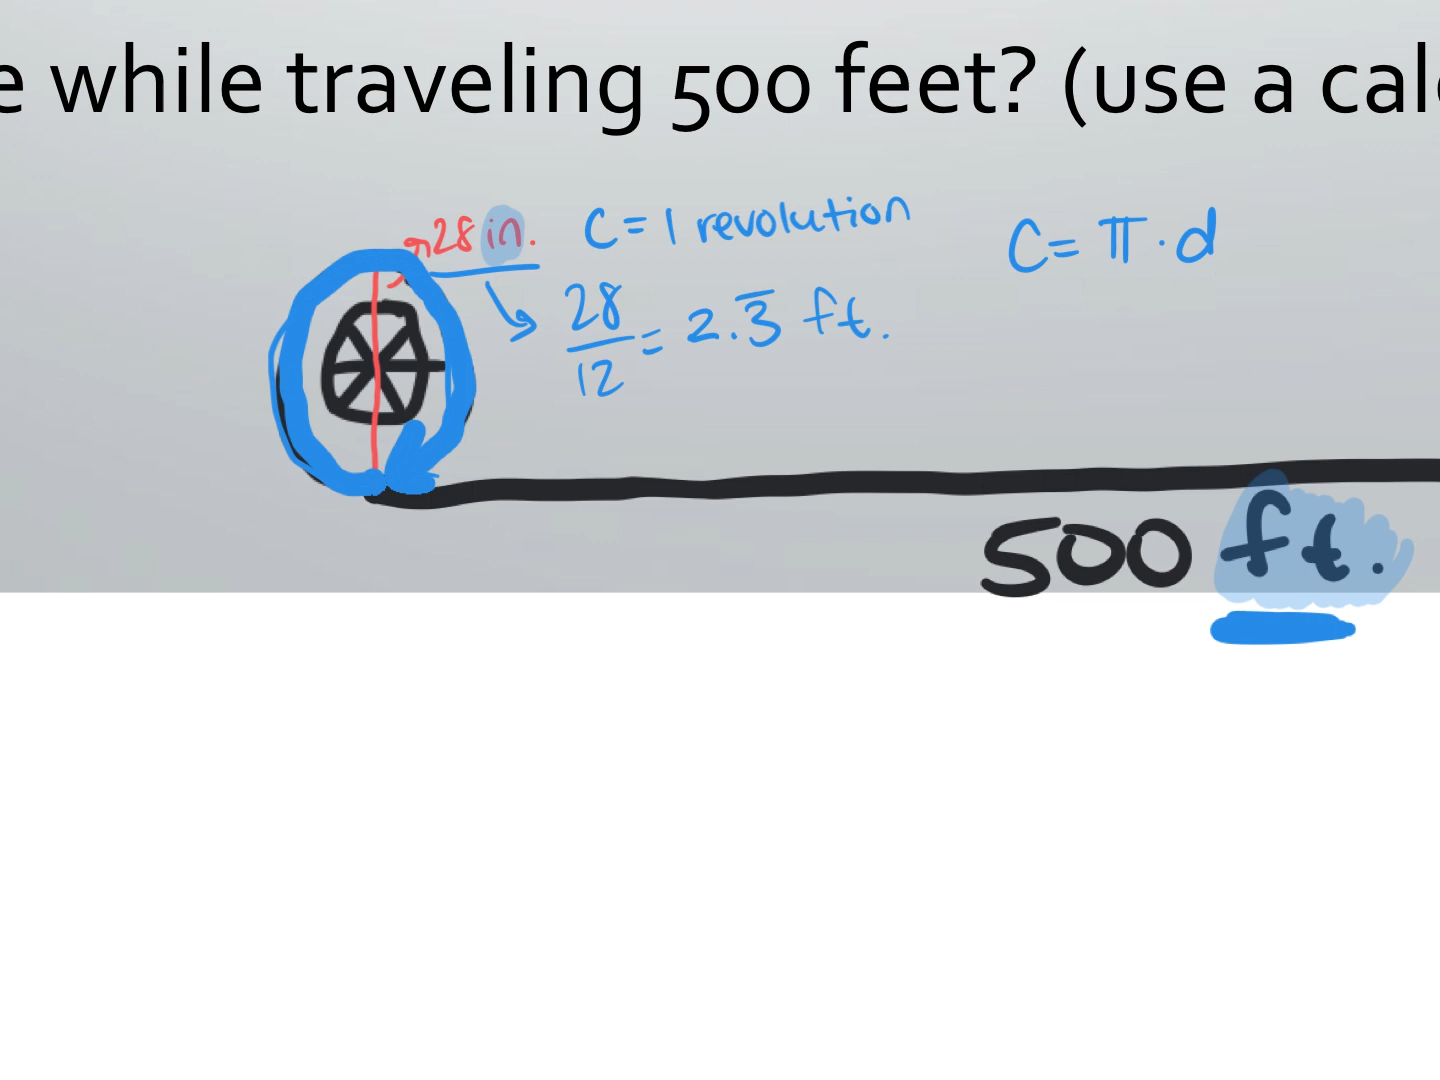 e while traveling 500 feet? (use a calc
28 in. C = 1 revolution C = π · d
28/12 = 2.3̅ ft.
500 ft.